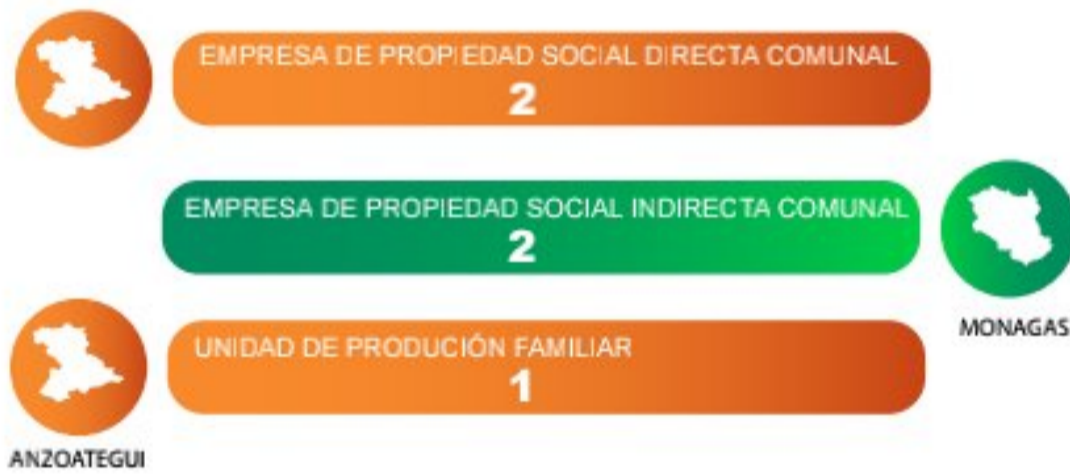 EMPRESA DE PROPIEDAD SOCIAL DIRECTA COMUNAL
2
EMPRESA DE PROPIEDAD SOCIAL INDIRECTA COMUNAL
2
MONAGAS
UNIDAD DE PRODUCIÓN FAMILIAR
1
ANZOATEGUI